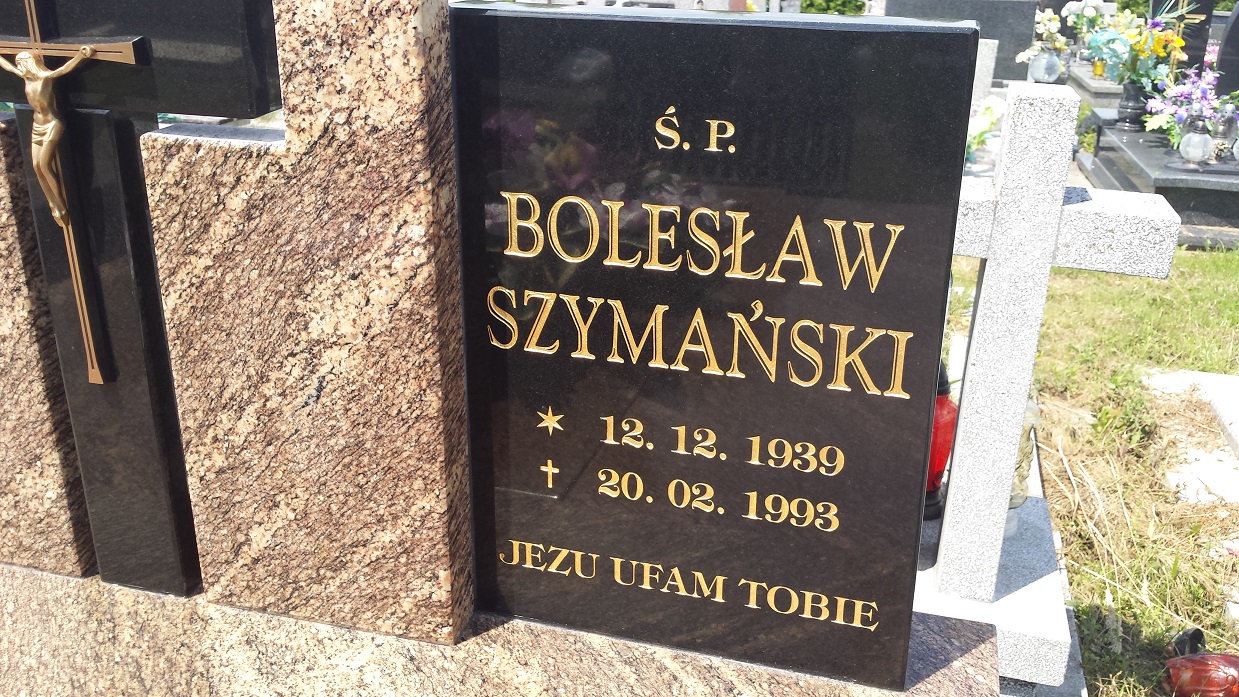 Ś. P.
BOLESŁAW
SZYMAŃSKI
12. 12. 1939
20. 02. 1993
JEZU UFAM TOBIE